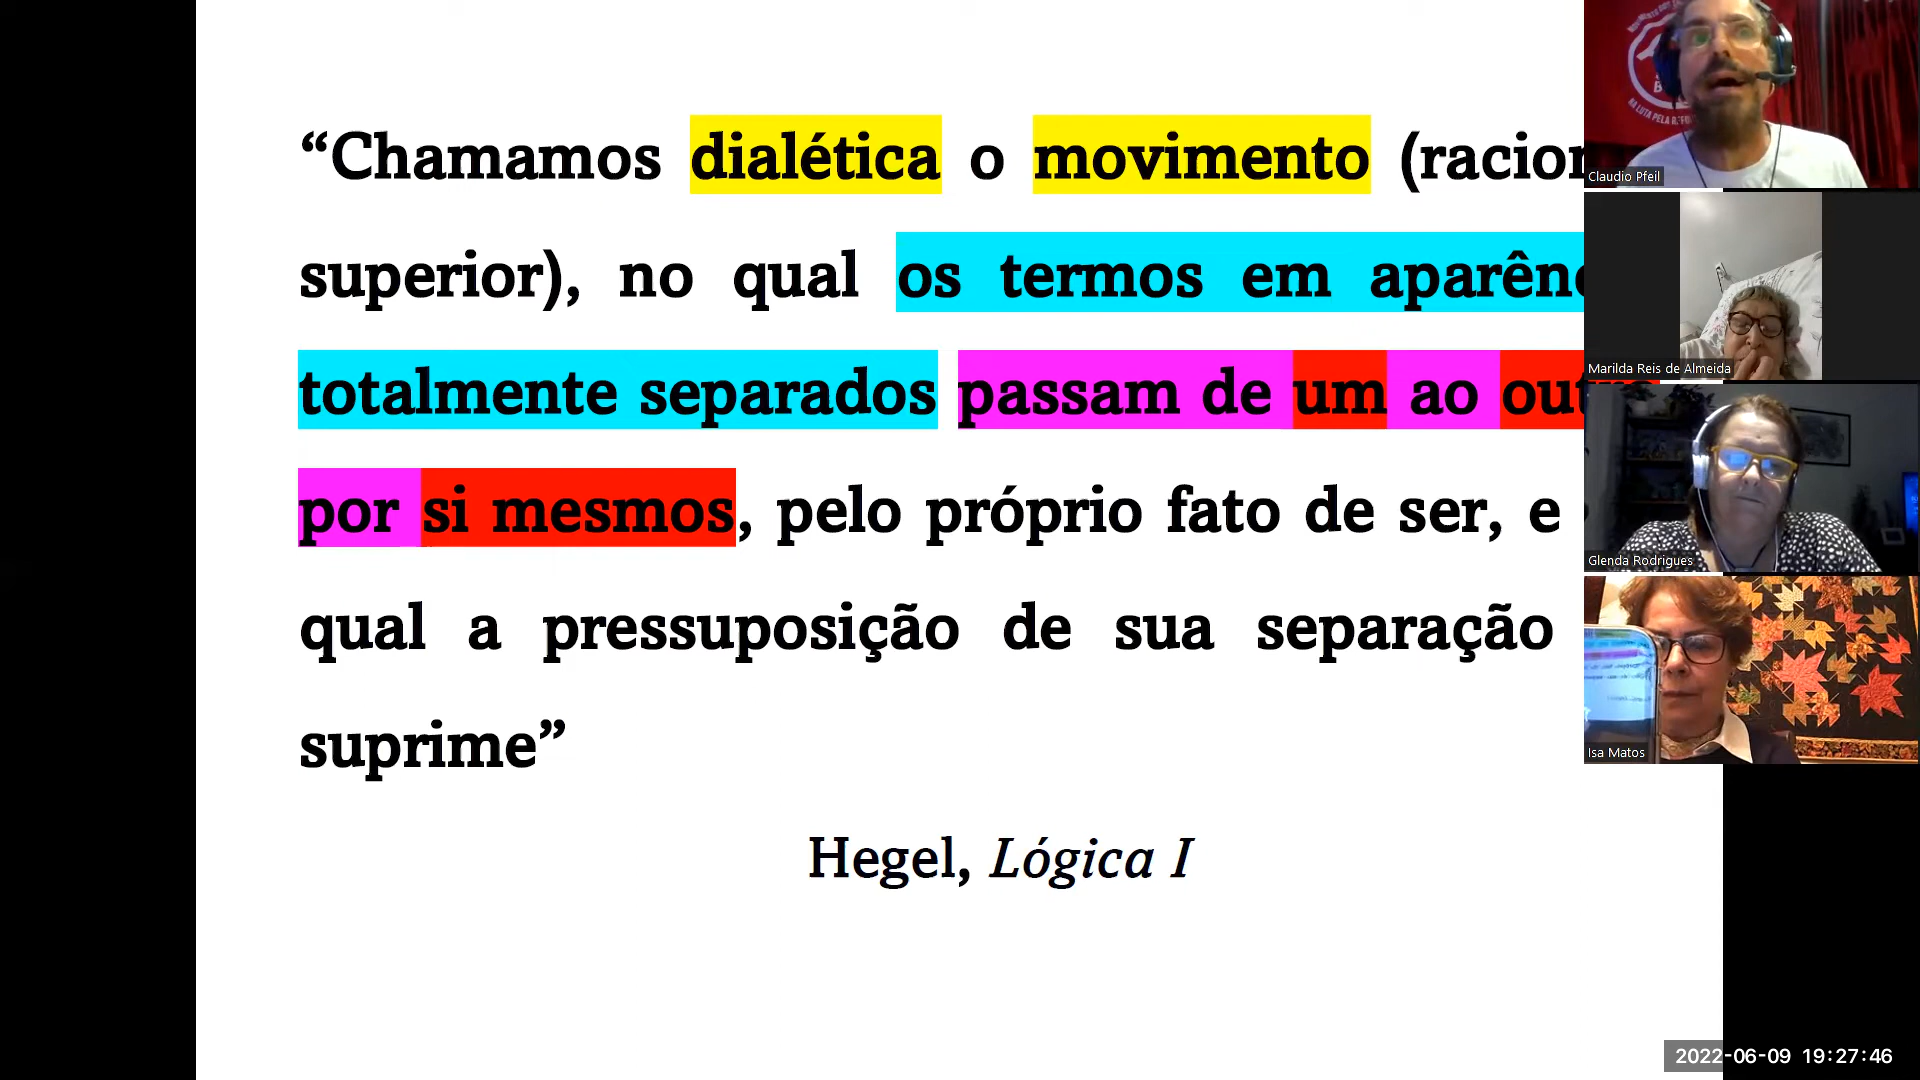 “Chamamos dialética o movimento (racion
superior), no qual os termos em aparênc
totalmente separados passam de um ao out
por si mesmos, pelo próprio fato de ser, e
qual a pressuposição de sua separação
suprime”
Hegel, Lógica I
Claudio Pfeil
Marilda Reis de Almeida
Glenda Rodrigues
Isa Matos
2022-06-09 19:27:46